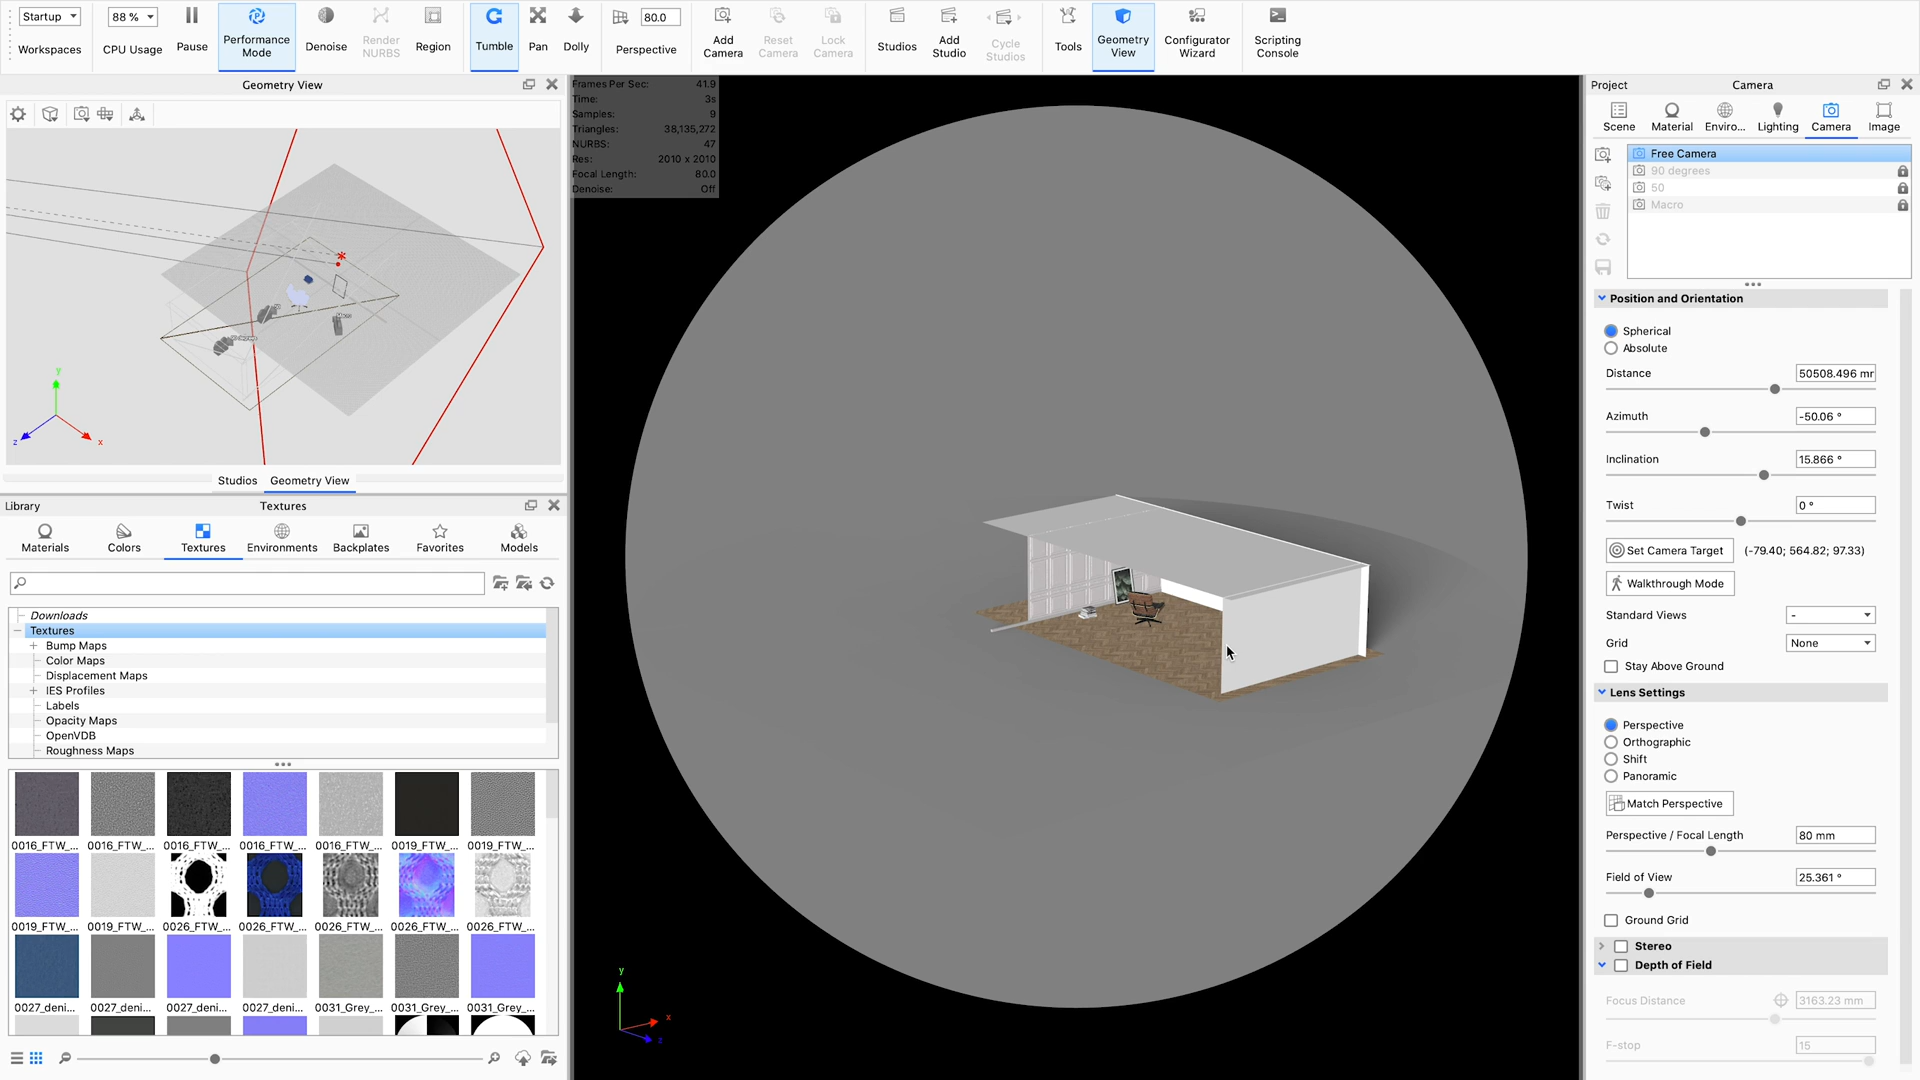 Startup
Workspaces
88 %
CPU Usage
Pause
Performance
Mode
Denoise
Render
NURBS
Region
Tumble
Pan
Dolly
80.0
Perspective
Add
Camera
Reset
Camera
Lock
Camera
Studios
Add
Studio
Cycle
Studios
Tools
Geometry
View
Configurator
Wizard
Scripting
Console
Geometry View
y
z
x
Studios
Geometry View
Library
Textures
Materials
Colors
Textures
Environments
Backplates
Favorites
Models
Downloads
Textures
Bump Maps
Color Maps
Displacement Maps
IES Profiles
Labels
Opacity Maps
OpenVDB
Roughness Maps
0016_FTW_... 0016_FTW_... 0016_FTW_... 0016_FTW_... 0016_FTW_... 0019_FTW_... 0019_FTW_...
0019_FTW_... 0019_FTW_... 0026_FTW_... 0026_FTW_... 0026_FTW_... 0026_FTW_... 0026_FTW_...
0027_deni... 0027_deni... 0027_deni... 0027_deni... 0031_Grey_... 0031_Grey_... 0031_Grey_...
Frames Per Sec: 41.9
Time: 3s
Samples: 9
Triangles: 38,135,272
NURBS: 47
Res: 2010 x 2010
Focal Length: 80.0
Denoise: Off
y
x
z
Project
Camera
Scene
Material
Enviro...
Lighting
Camera
Image
Free Camera
90 degrees
50
Macro
Position and Orientation
Spherical
Absolute
Distance 50508.496 mr
Azimuth -50.06 °
Inclination 15.866 °
Twist 0 °
Set Camera Target (-79.40; 564.82; 97.33)
Walkthrough Mode
Standard Views -
Grid None
Stay Above Ground
Lens Settings
Perspective
Orthographic
Shift
Panoramic
Match Perspective
Perspective / Focal Length 80 mm
Field of View 25.361 °
Ground Grid
Stereo
Depth of Field
Focus Distance 3163.23 mm
F-stop 15